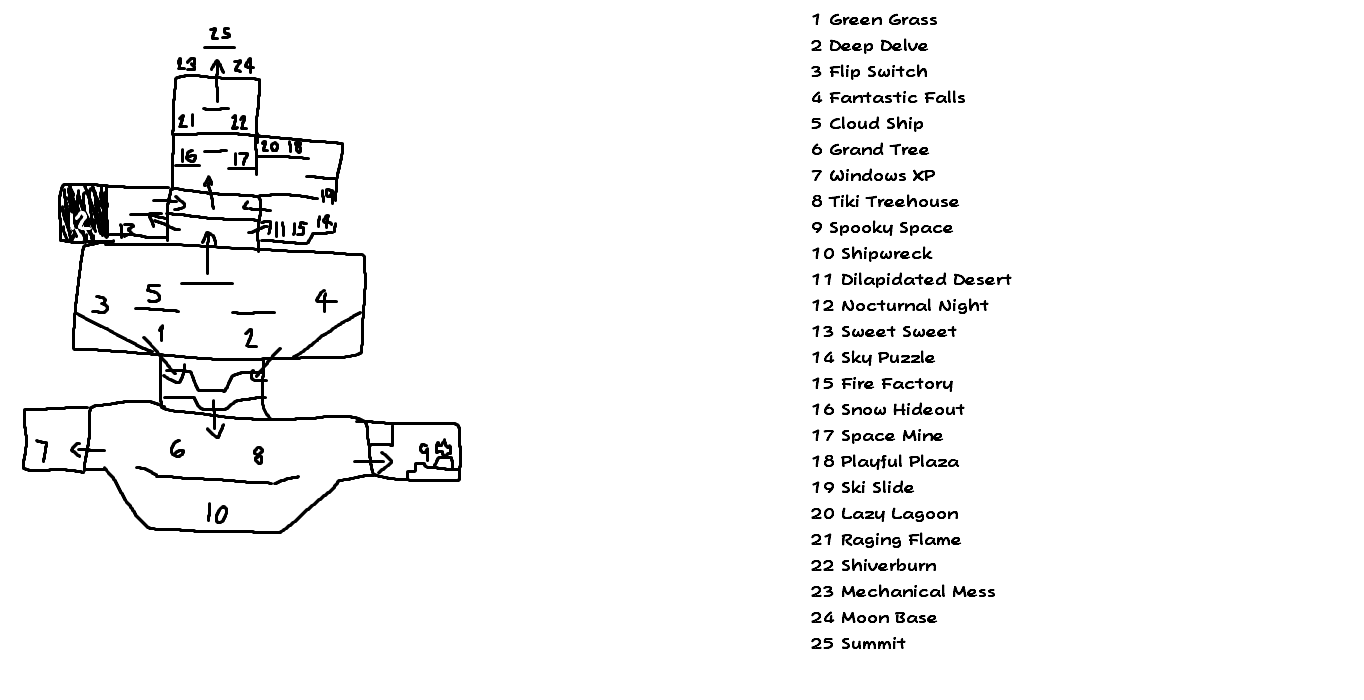 25
23 24
21 22
16 17 20 18
19
13 11 15 14
3 5 4
1 2
7 6 8 9
10
1 Green Grass
2 Deep Delve
3 Flip Switch
4 Fantastic Falls
5 Cloud Ship
6 Grand Tree
7 Windows XP
8 Tiki Treehouse
9 Spooky Space
10 Shipwreck
11 Dilapidated Desert
12 Nocturnal Night
13 Sweet Sweet
14 Sky Puzzle
15 Fire Factory
16 Snow Hideout
17 Space Mine
18 Playful Plaza
19 Ski Slide
20 Lazy Lagoon
21 Raging Flame
22 Shiverburn
23 Mechanical Mess
24 Moon Base
25 Summit